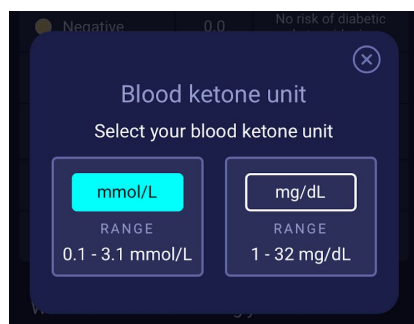 Negative 0.0 No risk of diabetic
Blood ketone unit
Select your blood ketone unit
mmol/L
RANGE
0.1 - 3.1 mmol/L
mg/dL
RANGE
1 - 32 mg/dL